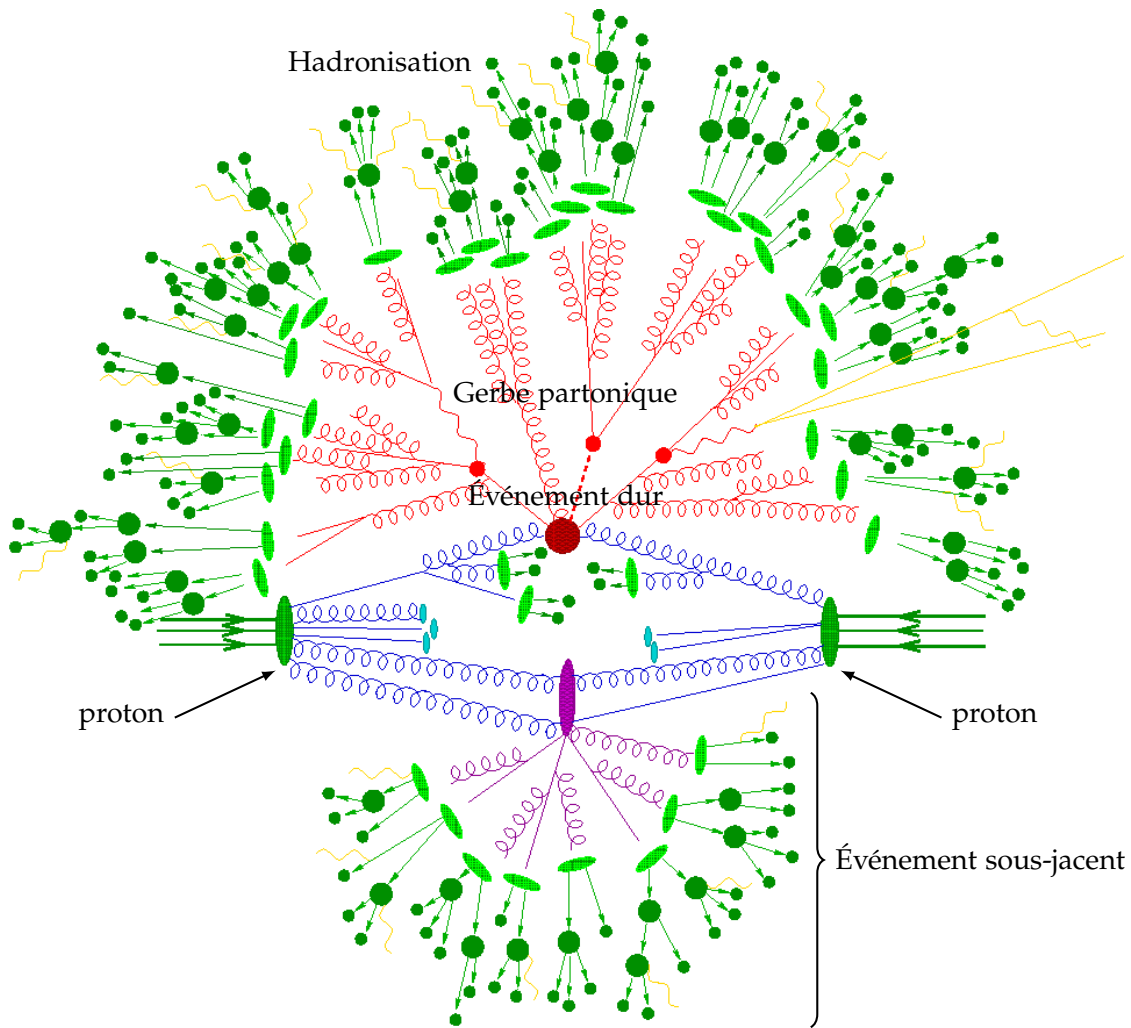 Hadronisation
Gerbe partonique
Événement dur
proton
proton
Événement sous-jacent